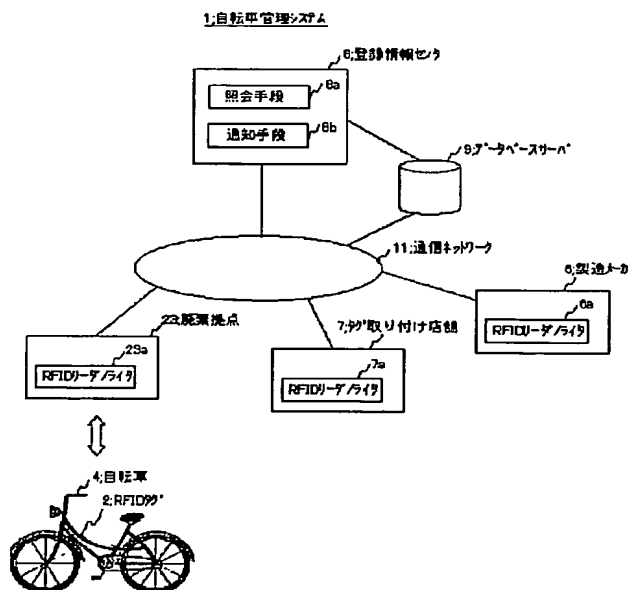 1;自転車管理システム
8;登録情報センタ
照会手段
8a
通知手段
8b
9;データベースサーバ
11;通信ネットワーク
6;製造メーカ
6a
RFIDリーダ/ライタ
23;廃棄拠点
23a
RFIDリーダ/ライタ
7;タグ取り付け店舗
7a
RFIDリーダ/ライタ
4;自転車
2;RFIDタグ